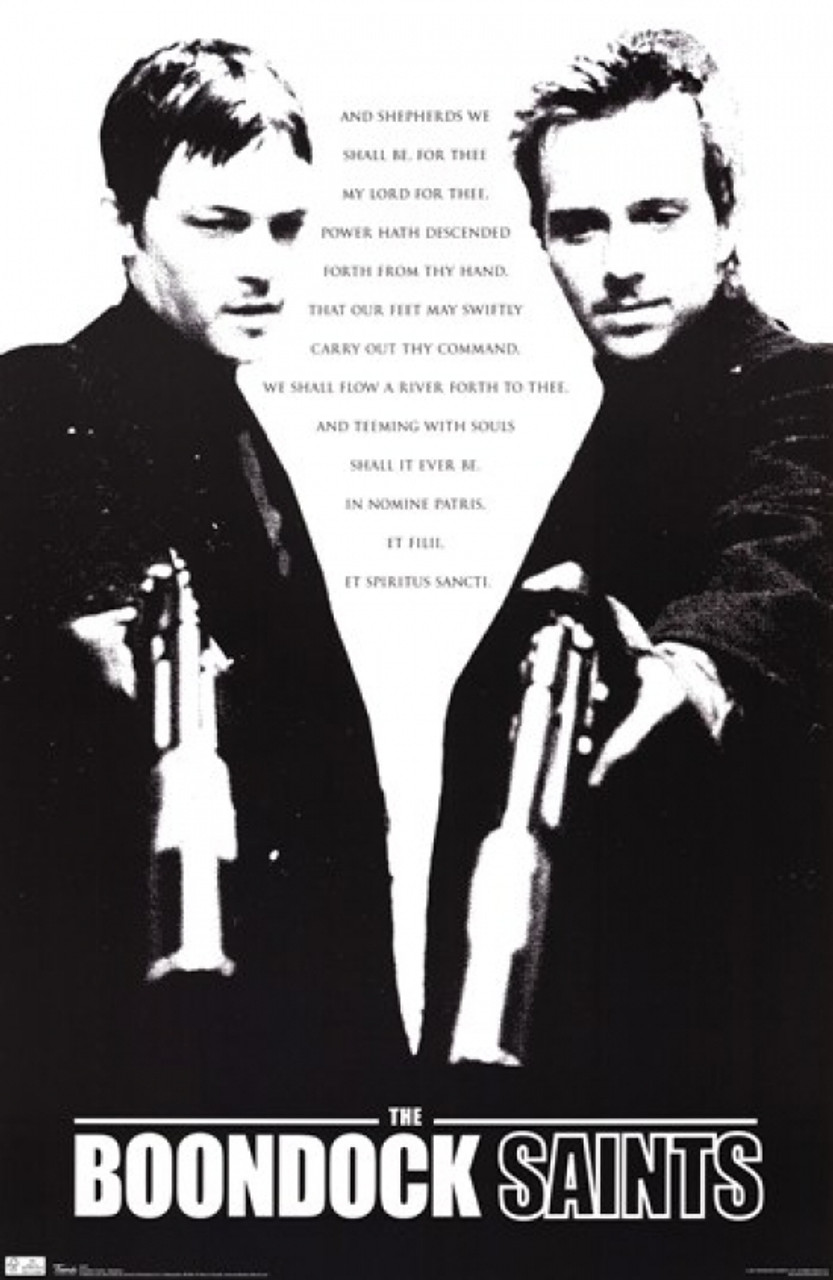 AND SHEPHERDS WE
SHALL BE. FOR THEE
MY LORD FOR THEE.
POWER HATH DESCENDED
FORTH FROM THY HAND.
THAT OUR FEET MAY SWIFTLY
CARRY OUT THY COMMAND.
WE SHALL FLOW A RIVER FORTH TO THEE.
AND TEEMING WITH SOULS
SHALL IT EVER BE.
IN NOMINE PATRIS.
ET FILII.
ET SPIRITUS SANCTI.
THE
BOONDOCK SAINTS
Trends